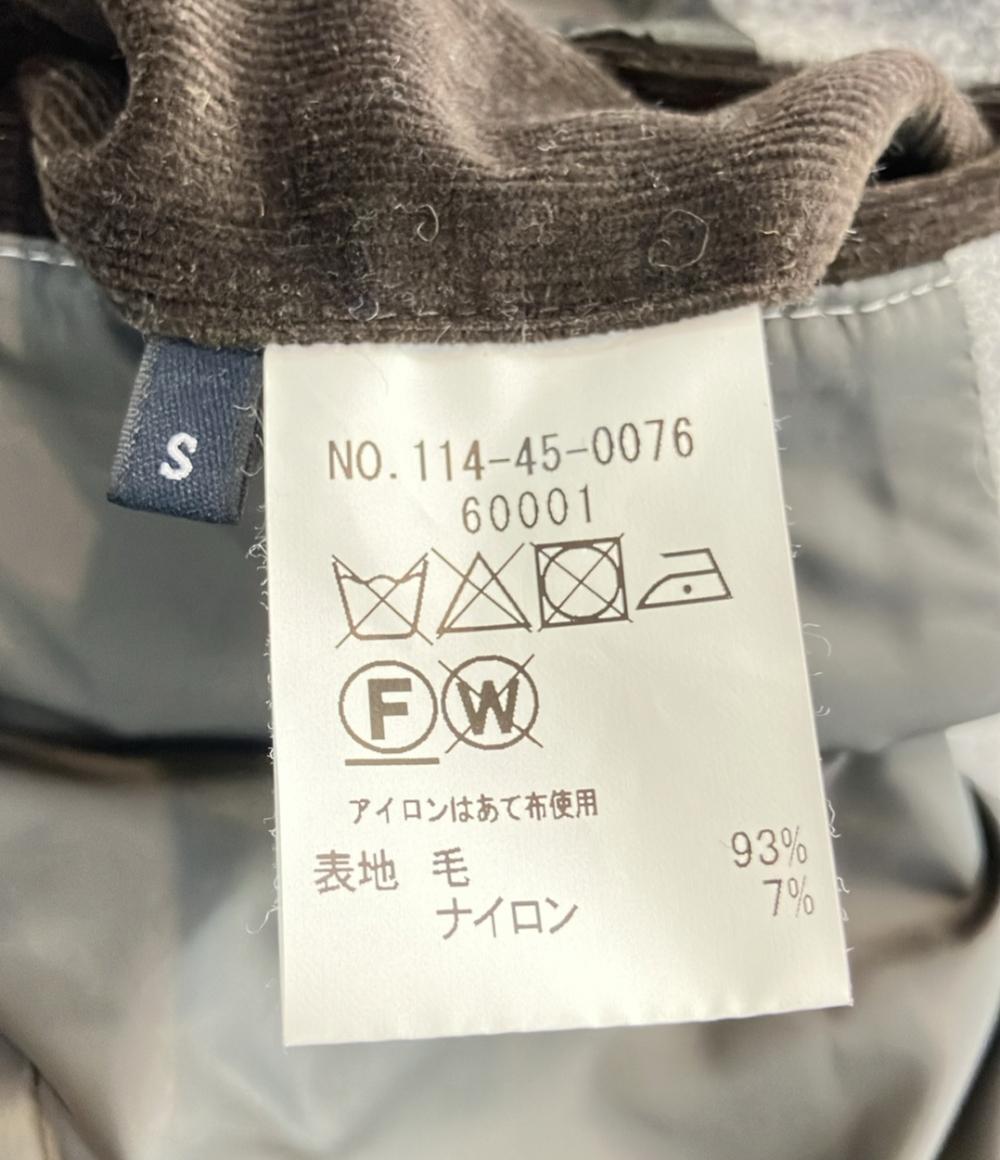 S
NO.114-45-0076
60001
F W
アイロンはあて布使用
表地 毛 93%
ナイロン 7%